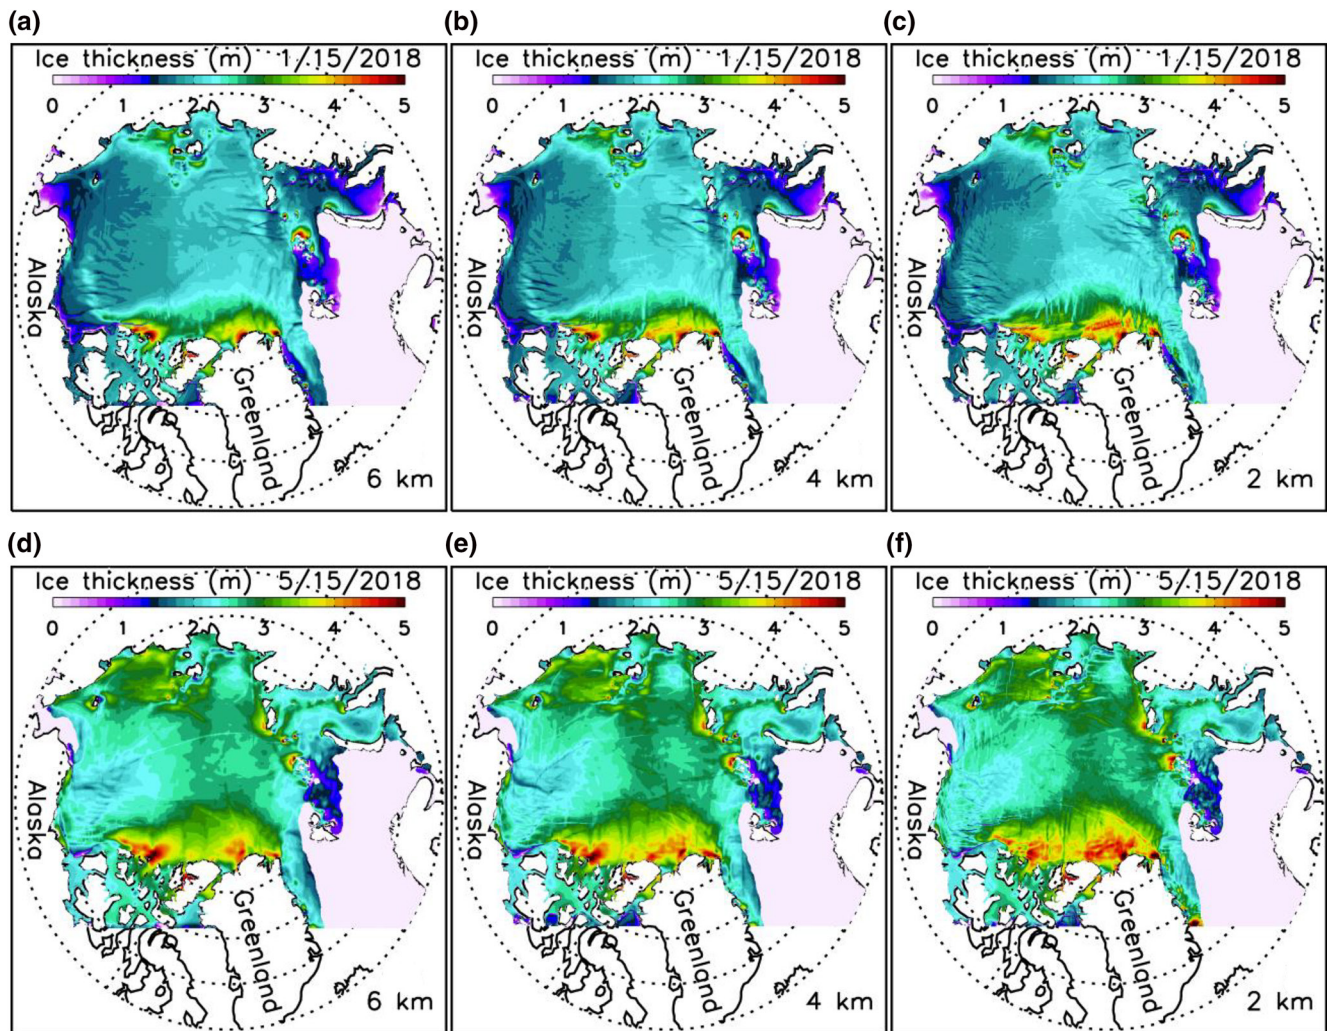 (a) (b) (c)
Ice thickness (m) 1/15/2018
0 1 2 3 4 5
Alaska
Greenland
6 km
Ice thickness (m) 1/15/2018
0 1 2 3 4 5
Alaska
Greenland
4 km
Ice thickness (m) 1/15/2018
0 1 2 3 4 5
Alaska
Greenland
2 km
(d) (e) (f)
Ice thickness (m) 5/15/2018
0 1 2 3 4 5
Alaska
Greenland
6 km
Ice thickness (m) 5/15/2018
0 1 2 3 4 5
Alaska
Greenland
4 km
Ice thickness (m) 5/15/2018
0 1 2 3 4 5
Alaska
Greenland
2 km